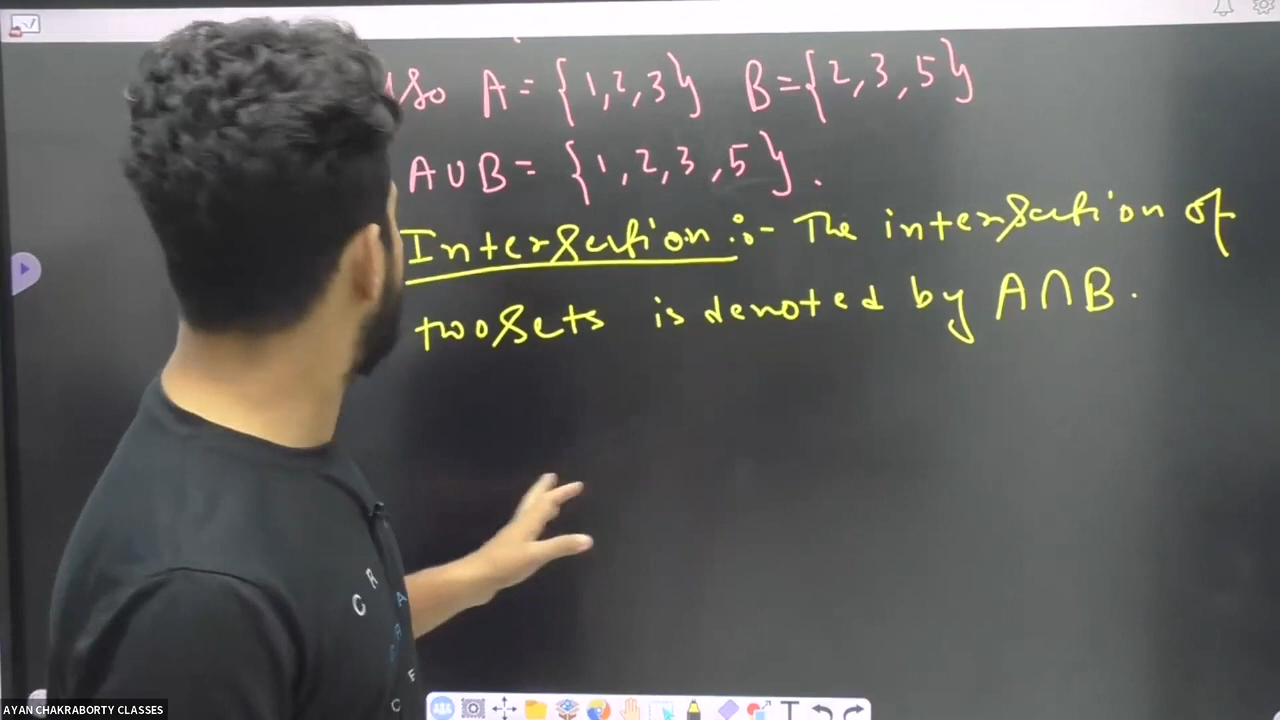 Also A = {1,2,3} B = {2,3,5}
A∪B = {1,2,3,5}.
Intersection :- The intersection of
two sets is denoted by A∩B.
AYAN CHAKRABORTY CLASSES